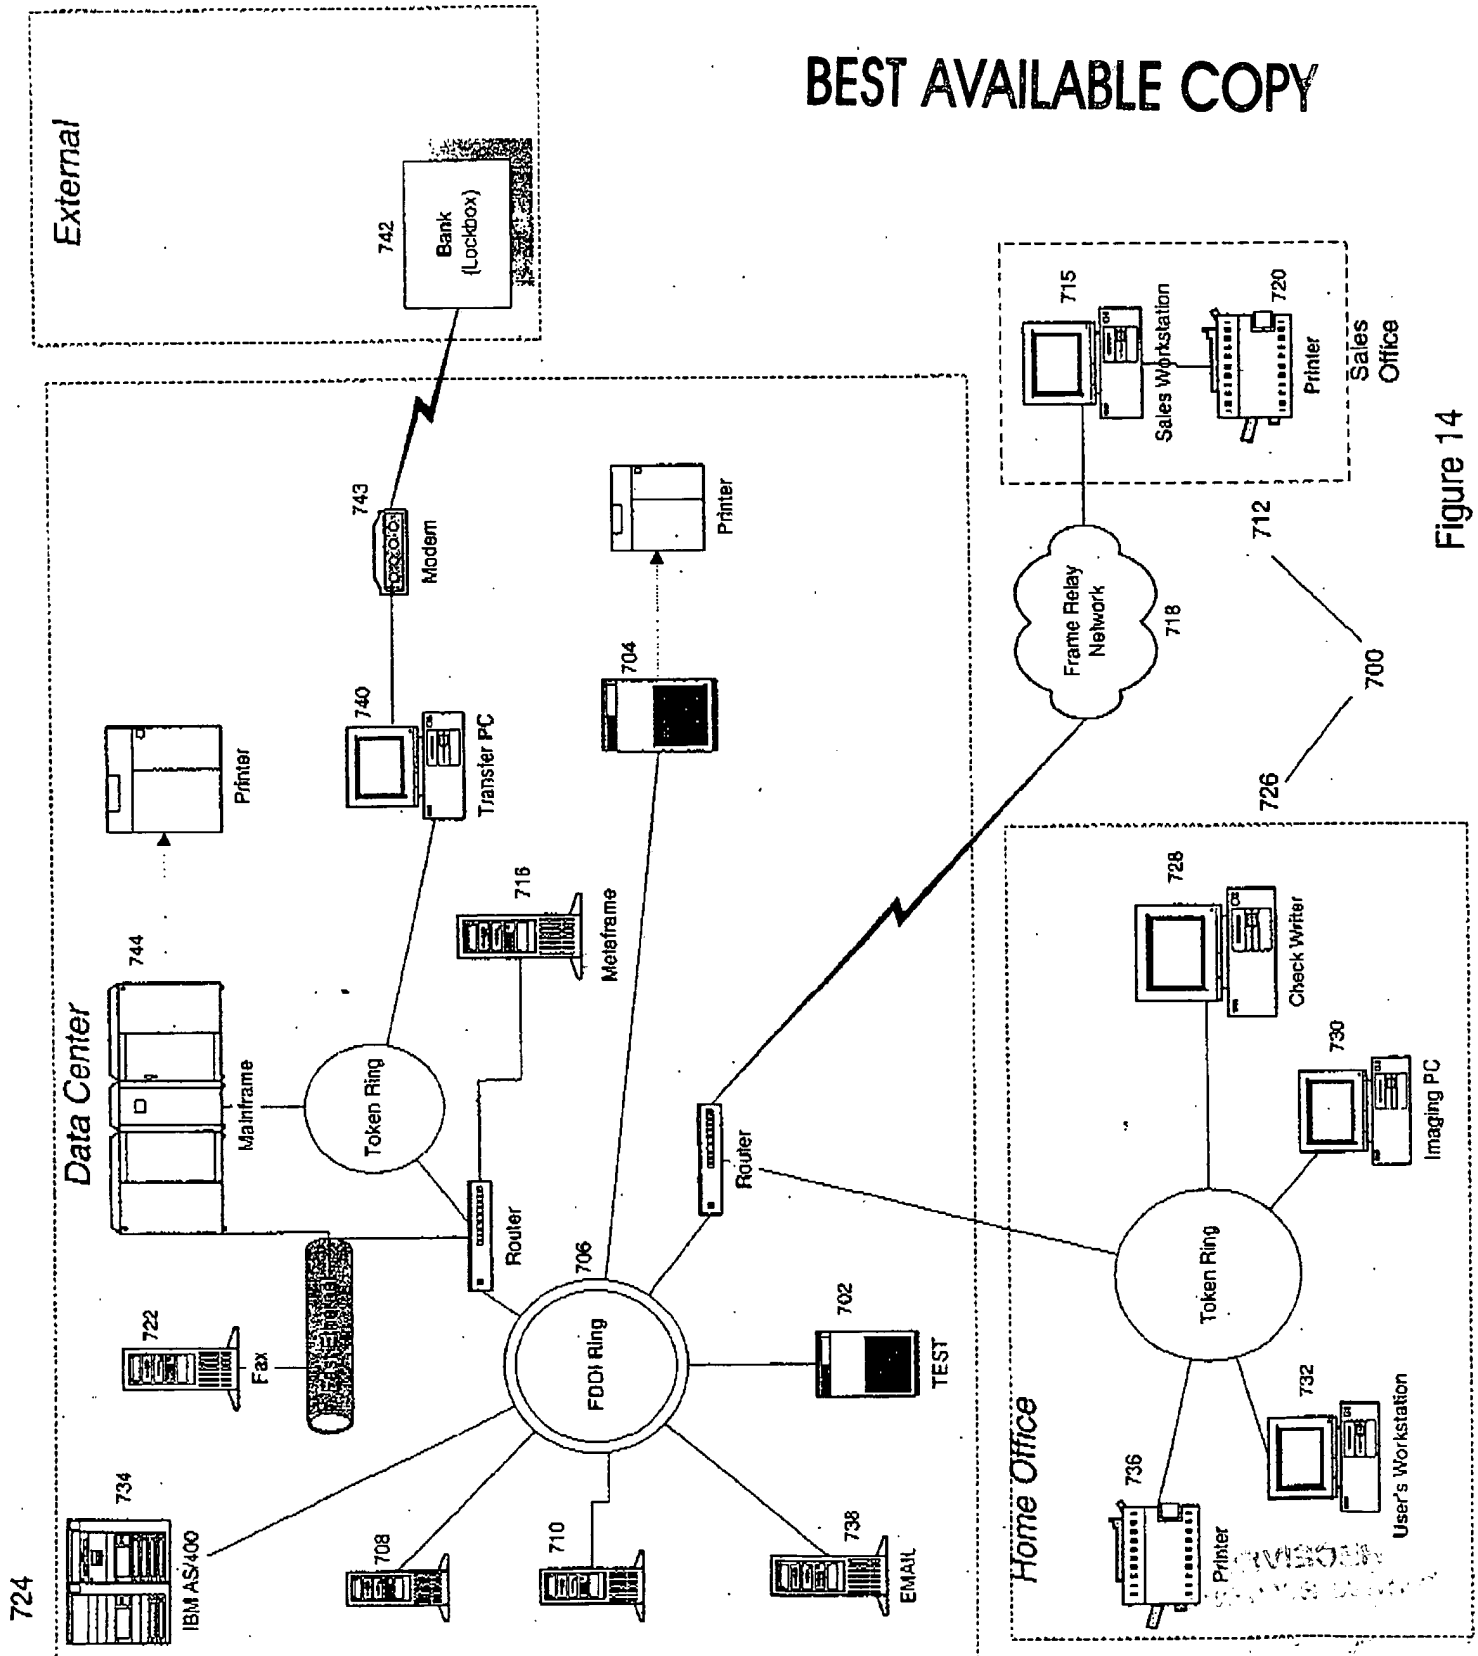 BEST AVAILABLE COPY
724
Data Center
External
734
IBM AS/400
722
Fax
Fast Ethernet
744
Mainframe
Printer
Token Ring
740
Transfer PC
743
Modem
742
Bank
(Lockbox)
708
710
738
EMAIL
706
FDDI Ring
Router
716
Metaframe
702
TEST
Router
704
Printer
Home Office
736
Printer
732
User's Workstation
Token Ring
730
Imaging PC
728
Check Writer
726
700
712
Frame Relay
Network
718
715
Sales Workstation
720
Printer
Sales
Office
Figure 14